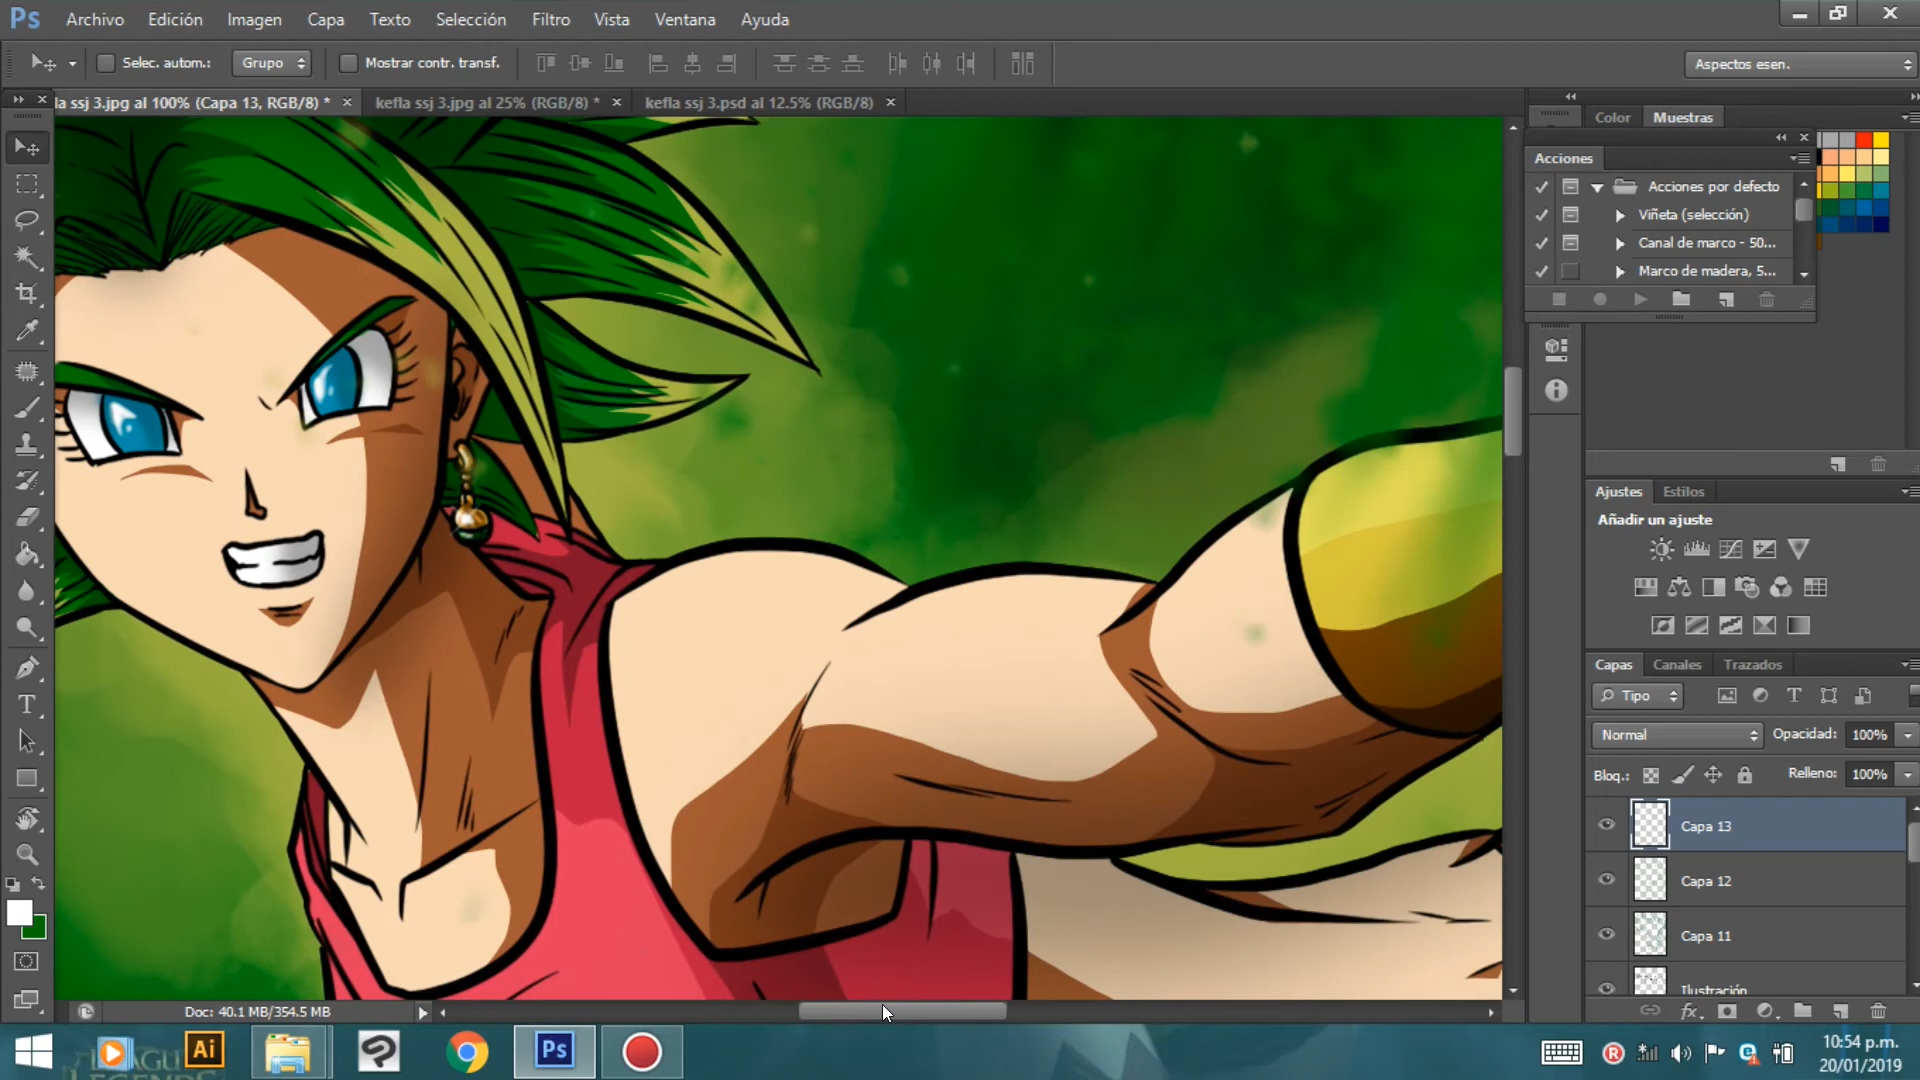 Ps Archivo Edición Imagen Capa Texto Selección Filtro Vista Ventana Ayuda
Selec. autom.: Grupo Mostrar contr. transf. Aspectos esen.
la ssj 3.jpg al 100% (Capa 13, RGB/8) * kefla ssj 3.jpg al 25% (RGB/8) * kefla ssj 3.psd al 12.5% (RGB/8)
Color Muestras
Acciones
Acciones por defecto
Viñeta (selección)
Canal de marco - 50...
Marco de madera, 5...
Ajustes Estilos
Añadir un ajuste
Capas Canales Trazados
Tipo
Normal Opacidad: 100%
Bloq.: Relleno: 100%
Capa 13
Capa 12
Capa 11
Ilustración
fx
Doc: 40.1 MB/354.5 MB
Ai Ps
10:54 p.m.
20/01/2019
LEAGUE
LEGENDS